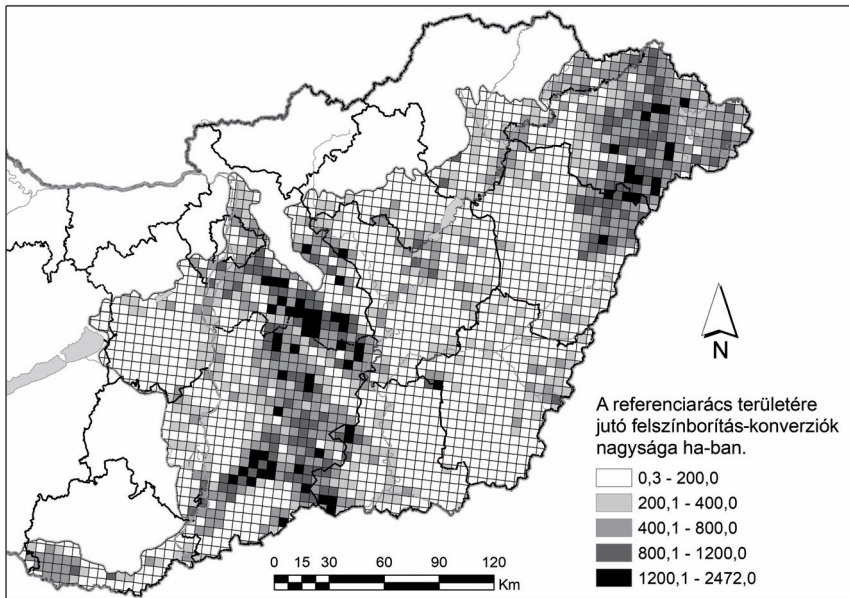 N
A referenciarács területére
jutó felszínborítás-konverziók
nagysága ha-ban.
0,3 - 200,0
200,1 - 400,0
400,1 - 800,0
800,1 - 1200,0
1200,1 - 2472,0
0 15 30 60 90 120
Km